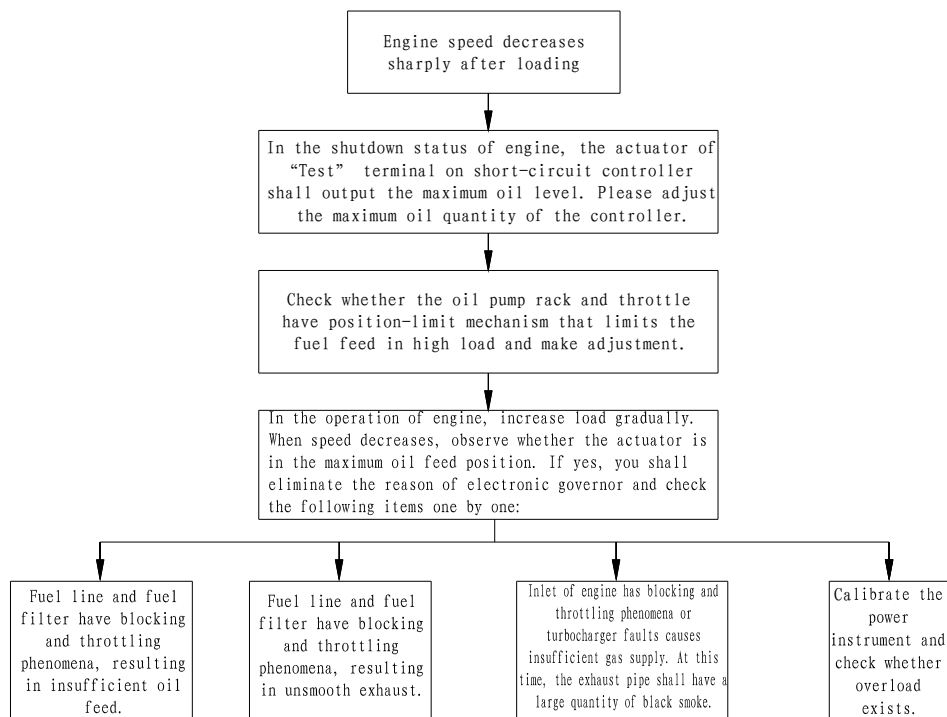 Engine speed decreases
sharply after loading
In the shutdown status of engine, the actuator of
“Test” terminal on short-circuit controller
shall output the maximum oil level. Please adjust
the maximum oil quantity of the controller.
Check whether the oil pump rack and throttle
have position-limit mechanism that limits the
fuel feed in high load and make adjustment.
In the operation of engine, increase load gradually.
When speed decreases, observe whether the actuator is
in the maximum oil feed position. If yes, you shall
eliminate the reason of electronic governor and check
the following items one by one:
Fuel line and fuel
filter have blocking
and throttling
phenomena, resulting
in insufficient oil
feed.
Fuel line and fuel
filter have blocking
and throttling
phenomena, resulting
in unsmooth exhaust.
Inlet of engine has blocking and
throttling phenomena or
turbocharger faults causes
insufficient gas supply. At this
time, the exhaust pipe shall have a
large quantity of black smoke.
Calibrate the
power
instrument and
check whether
overload
exists.